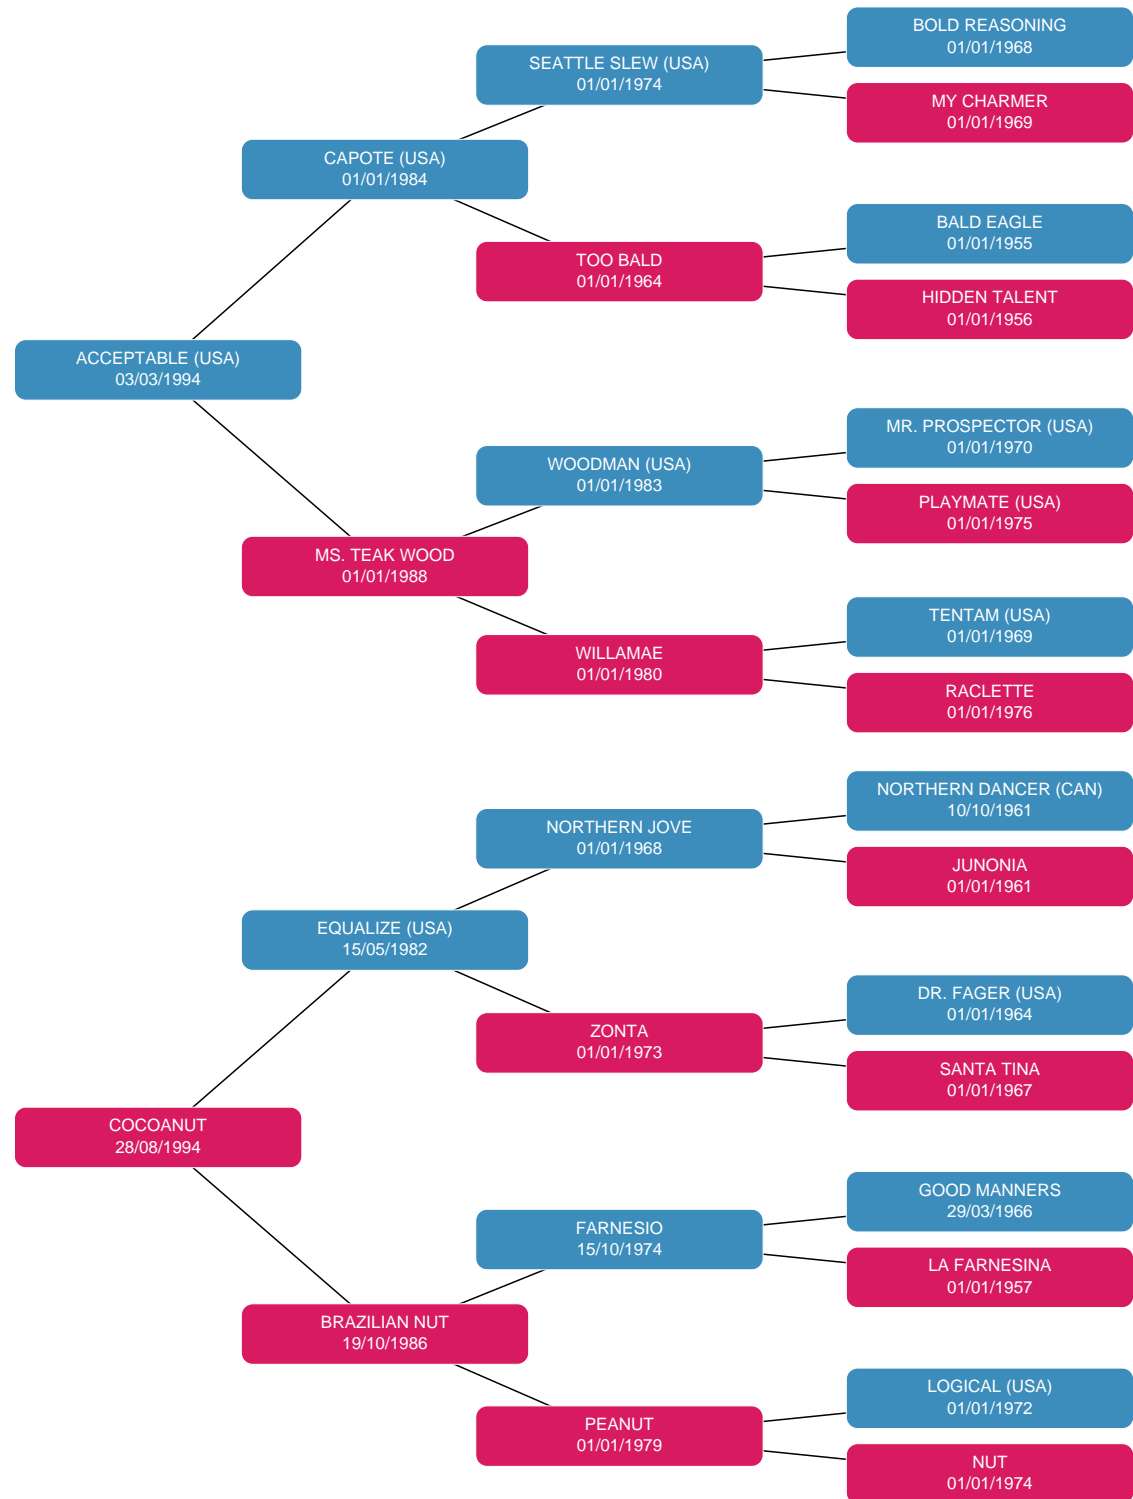 BOLD REASONING
01/01/1968
SEATTLE SLEW (USA)
01/01/1974
MY CHARMER
01/01/1969
CAPOTE (USA)
01/01/1984
BALD EAGLE
01/01/1955
TOO BALD
01/01/1964
HIDDEN TALENT
01/01/1956
ACCEPTABLE (USA)
03/03/1994
MR. PROSPECTOR (USA)
01/01/1970
WOODMAN (USA)
01/01/1983
PLAYMATE (USA)
01/01/1975
MS. TEAK WOOD
01/01/1988
TENTAM (USA)
01/01/1969
WILLAMAE
01/01/1980
RACLETTE
01/01/1976
NORTHERN DANCER (CAN)
10/10/1961
NORTHERN JOVE
01/01/1968
JUNONIA
01/01/1961
EQUALIZE (USA)
15/05/1982
DR. FAGER (USA)
01/01/1964
ZONTA
01/01/1973
SANTA TINA
01/01/1967
COCOANUT
28/08/1994
GOOD MANNERS
29/03/1966
FARNESIO
15/10/1974
LA FARNESINA
01/01/1957
BRAZILIAN NUT
19/10/1986
LOGICAL (USA)
01/01/1972
PEANUT
01/01/1979
NUT
01/01/1974